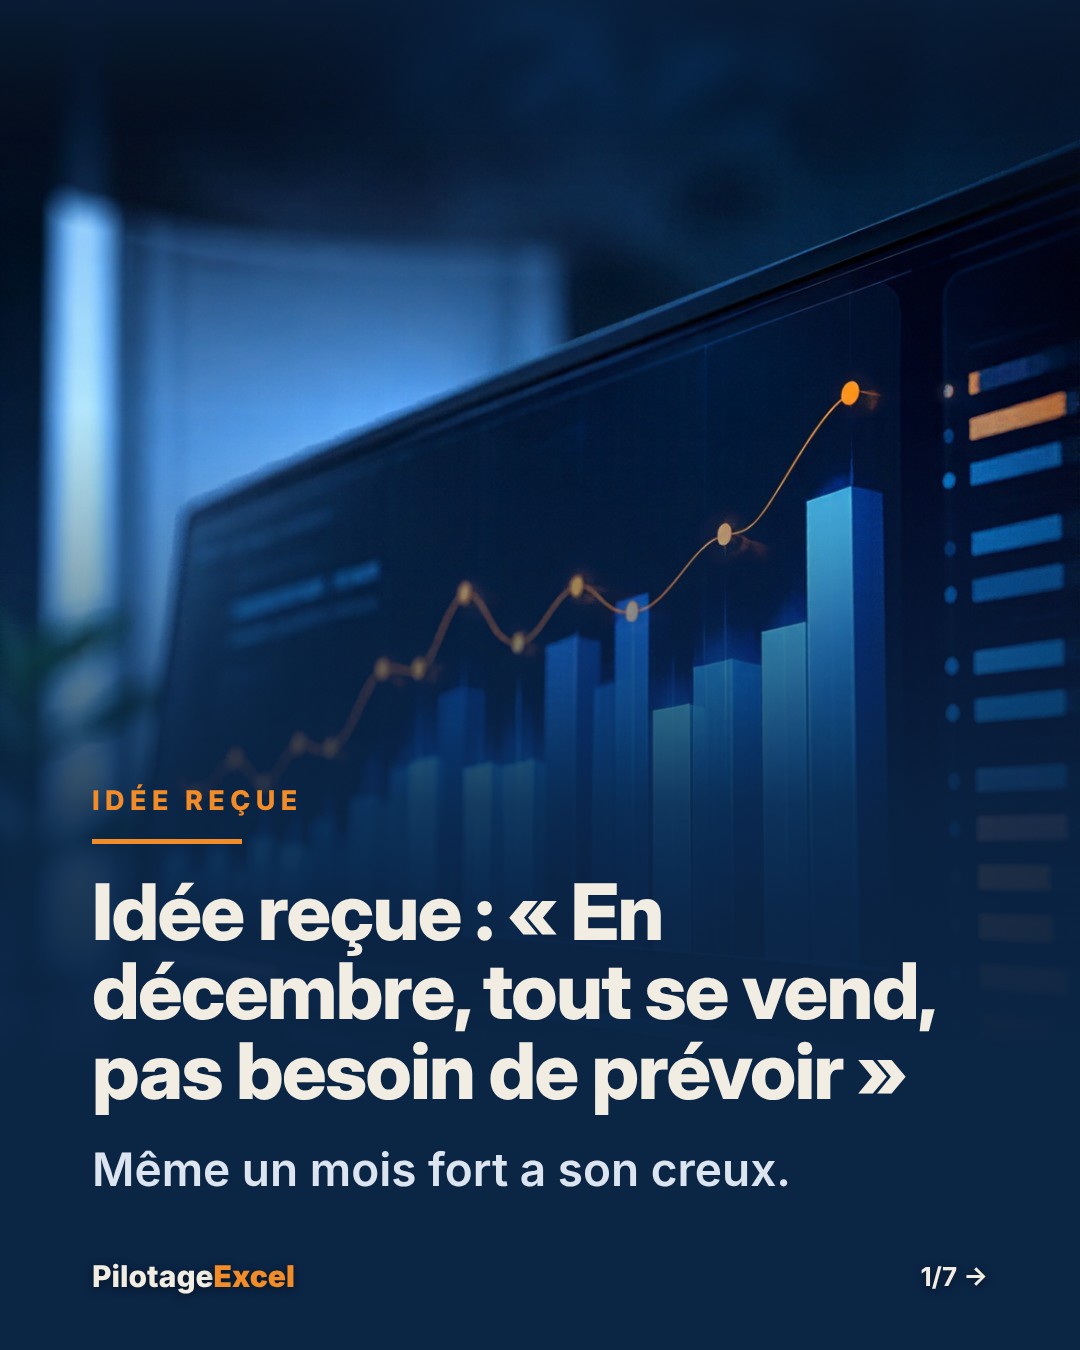 IDÉE REÇUE
Idée reçue : « En
décembre, tout se vend,
pas besoin de prévoir »
Même un mois fort a son creux.
PilotageExcel
1/7 →